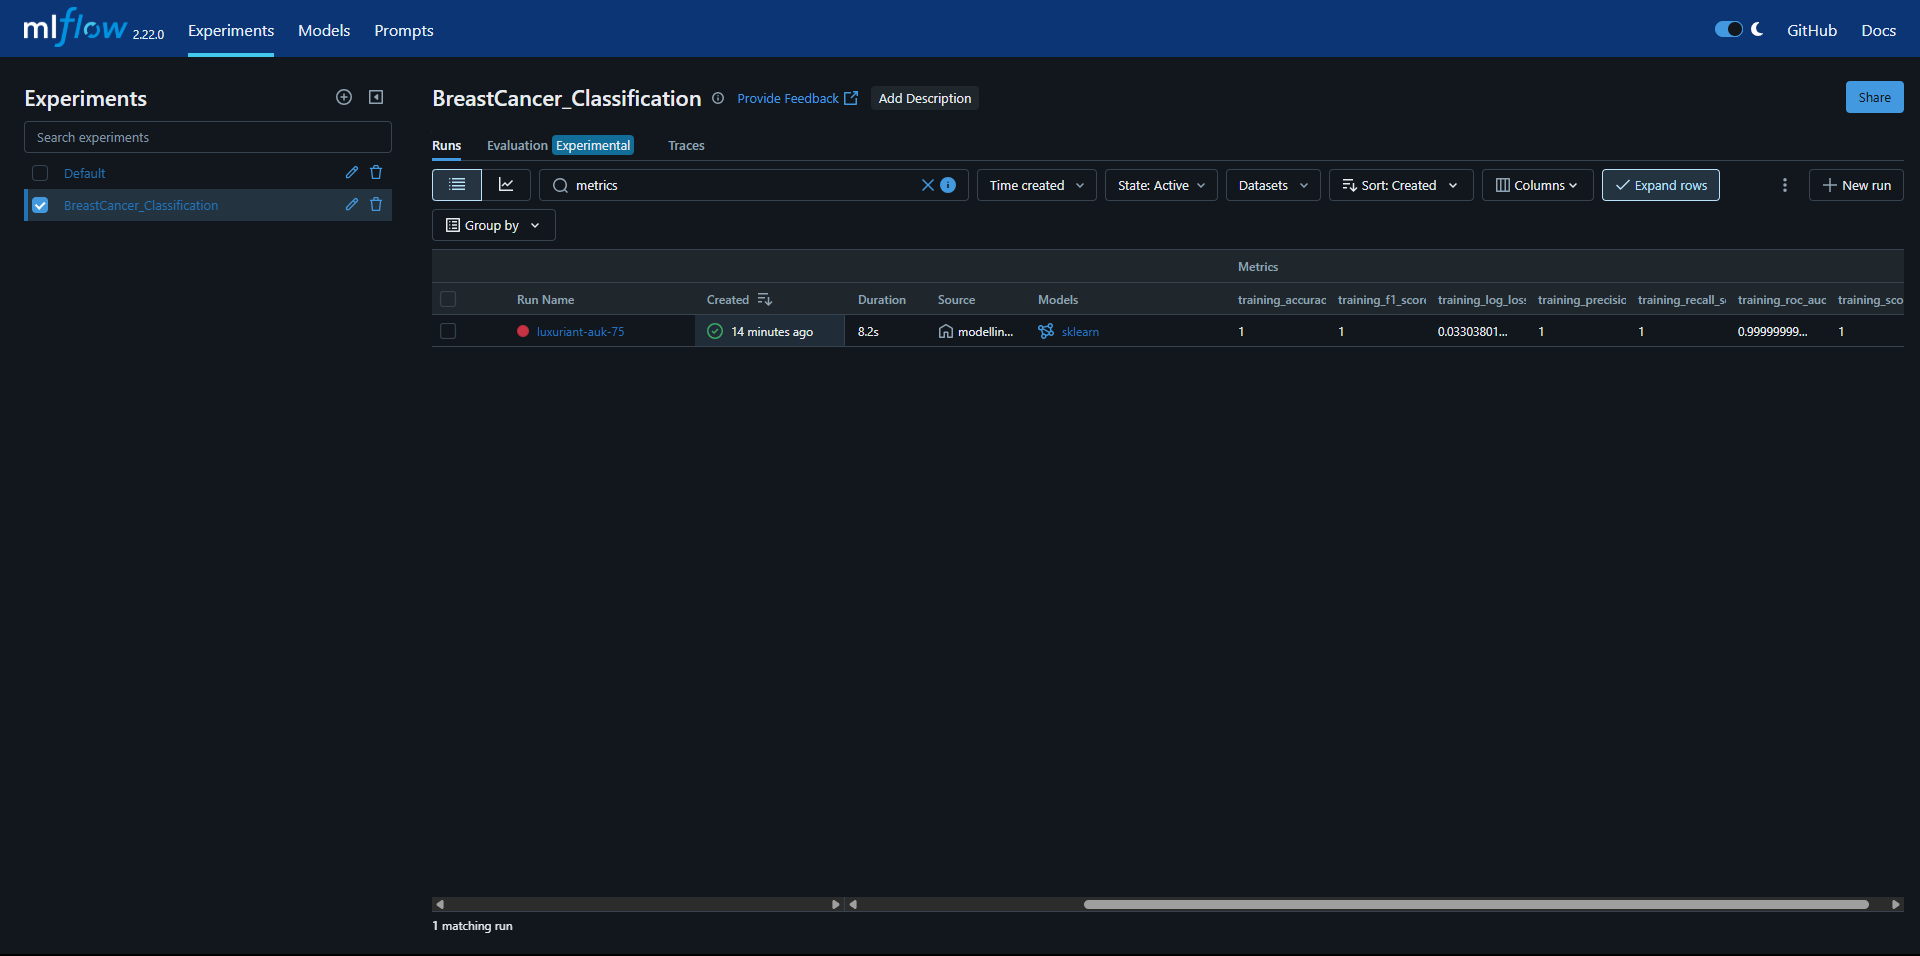 mlflow 2.22.0 Experiments Models Prompts GitHub Docs
Experiments
Search experiments
Default
BreastCancer_Classification
BreastCancer_Classification Provide Feedback Add Description Share
Runs Evaluation Experimental Traces
metrics Time created State: Active Datasets Sort: Created Columns Expand rows New run
Group by
Metrics
Run Name Created Duration Source Models training_accurac training_f1_score training_log_loss training_precisio training_recall_s training_roc_auc training_sco
luxuriant-auk-75 14 minutes ago 8.2s modellin... sklearn 1 1 0.03303801... 1 1 0.99999999... 1
1 matching run